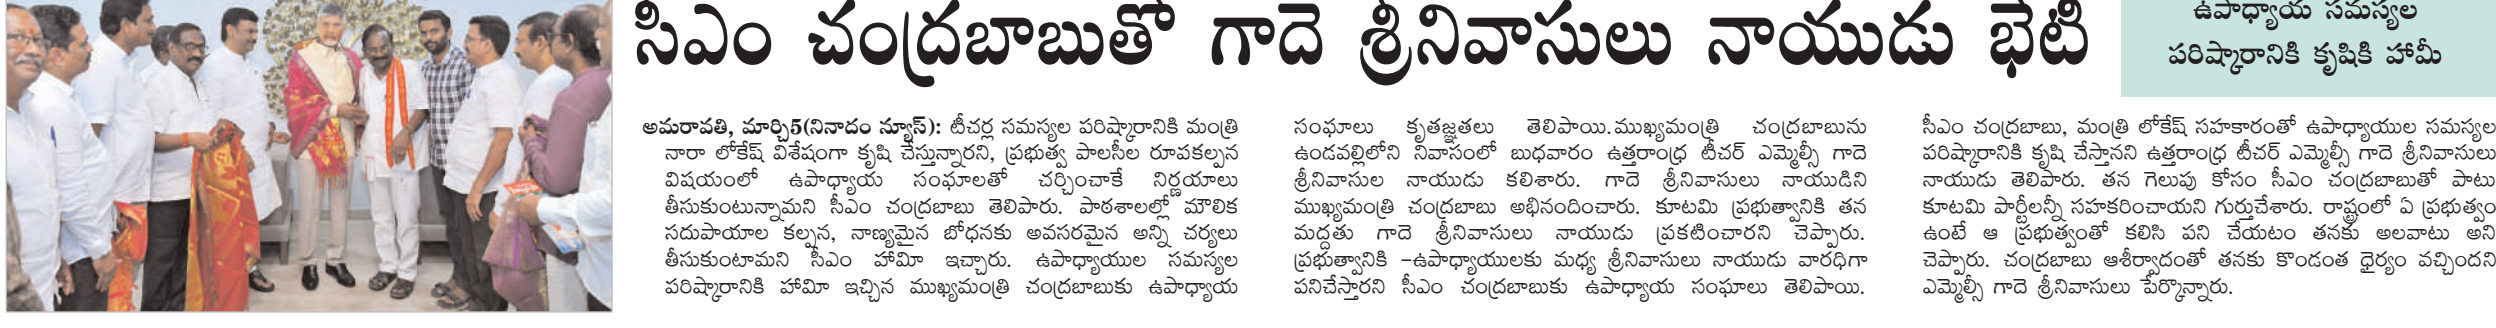 సిఎం చంద్రబాబుతో గాదె శ్రీనివాసులు నాయుడు భేటీ
ఉపాధ్యాయ సమస్యల
పరిష్కారానికి కృషికి హామీ
అమరావతి, మార్చి5(నినాదం న్యూస్): టీచర్ల సమస్యల పరిష్కారానికి మంత్రి
నారా లోకేష్ విశేషంగా కృషి చేస్తున్నారని, ప్రభుత్వ పాలసీల రూపకల్పన
విషయంలో ఉపాధ్యాయ సంఘాలతో చర్చించాకే నిర్ణయాలు
తీసుకుంటున్నామని సీఎం చంద్రబాబు తెలిపారు. పాఠశాలల్లో మౌలిక
సదుపాయాల కల్పన, నాణ్యమైన బోధనకు అవసరమైన అన్ని చర్యలు
తీసుకుంటామని సీఎం హామీ ఇచ్చారు. ఉపాధ్యాయుల సమస్యల
పరిష్కారానికి హామీ ఇచ్చిన ముఖ్యమంత్రి చంద్రబాబుకు ఉపాధ్యాయ
సంఘాలు కృతజ్ఞతలు తెలిపాయి.ముఖ్యమంత్రి చంద్రబాబును
ఉండవల్లిలోని నివాసంలో బుధవారం ఉత్తరాంధ్ర టీచర్ ఎమ్మెల్సీ గాదె
శ్రీనివాసుల నాయుడు కలిశారు. గాదె శ్రీనివాసులు నాయుడిని
ముఖ్యమంత్రి చంద్రబాబు అభినందించారు. కూటమి ప్రభుత్వానికి తన
మద్దతు గాదె శ్రీనివాసులు నాయుడు ప్రకటించారని చెప్పారు.
ప్రభుత్వానికి -ఉపాధ్యాయులకు మధ్య శ్రీనివాసులు నాయుడు వారధిగా
పనిచేస్తారని సీఎం చంద్రబాబుకు ఉపాధ్యాయ సంఘాలు తెలిపాయి.
సీఎం చంద్రబాబు, మంత్రి లోకేష్ సహకారంతో ఉపాధ్యాయుల సమస్యల
పరిష్కారానికి కృషి చేస్తానని ఉత్తరాంధ్ర టీచర్ ఎమ్మెల్సీ గాదె శ్రీనివాసులు
నాయుడు తెలిపారు. తన గెలుపు కోసం సీఎం చంద్రబాబుతో పాటు
కూటమి పార్టీలన్నీ సహకరించాయని గుర్తుచేశారు. రాష్ట్రంలో ఏ ప్రభుత్వం
ఉంటే ఆ ప్రభుత్వంతో కలిసి పని చేయటం తనకు అలవాటు అని
చెప్పారు. చంద్రబాబు ఆశీర్వాదంతో తనకు కొండంత ధైర్యం వచ్చిందని
ఎమ్మెల్సీ గాదె శ్రీనివాసులు పేర్కొన్నారు.